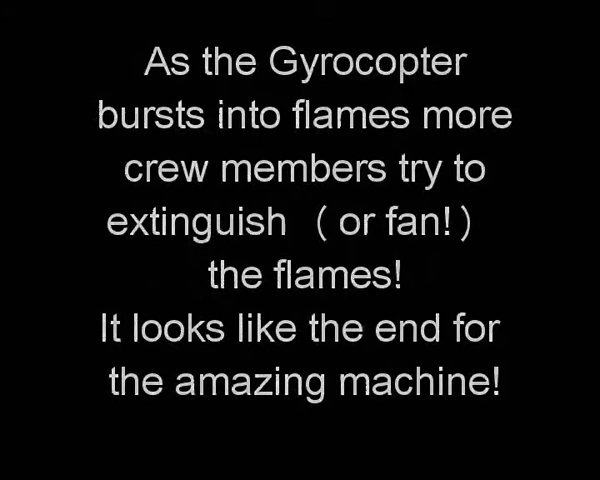 As the Gyrocopter
bursts into flames more
crew members try to
extinguish ( or fan! )
the flames!
It looks like the end for
the amazing machine!